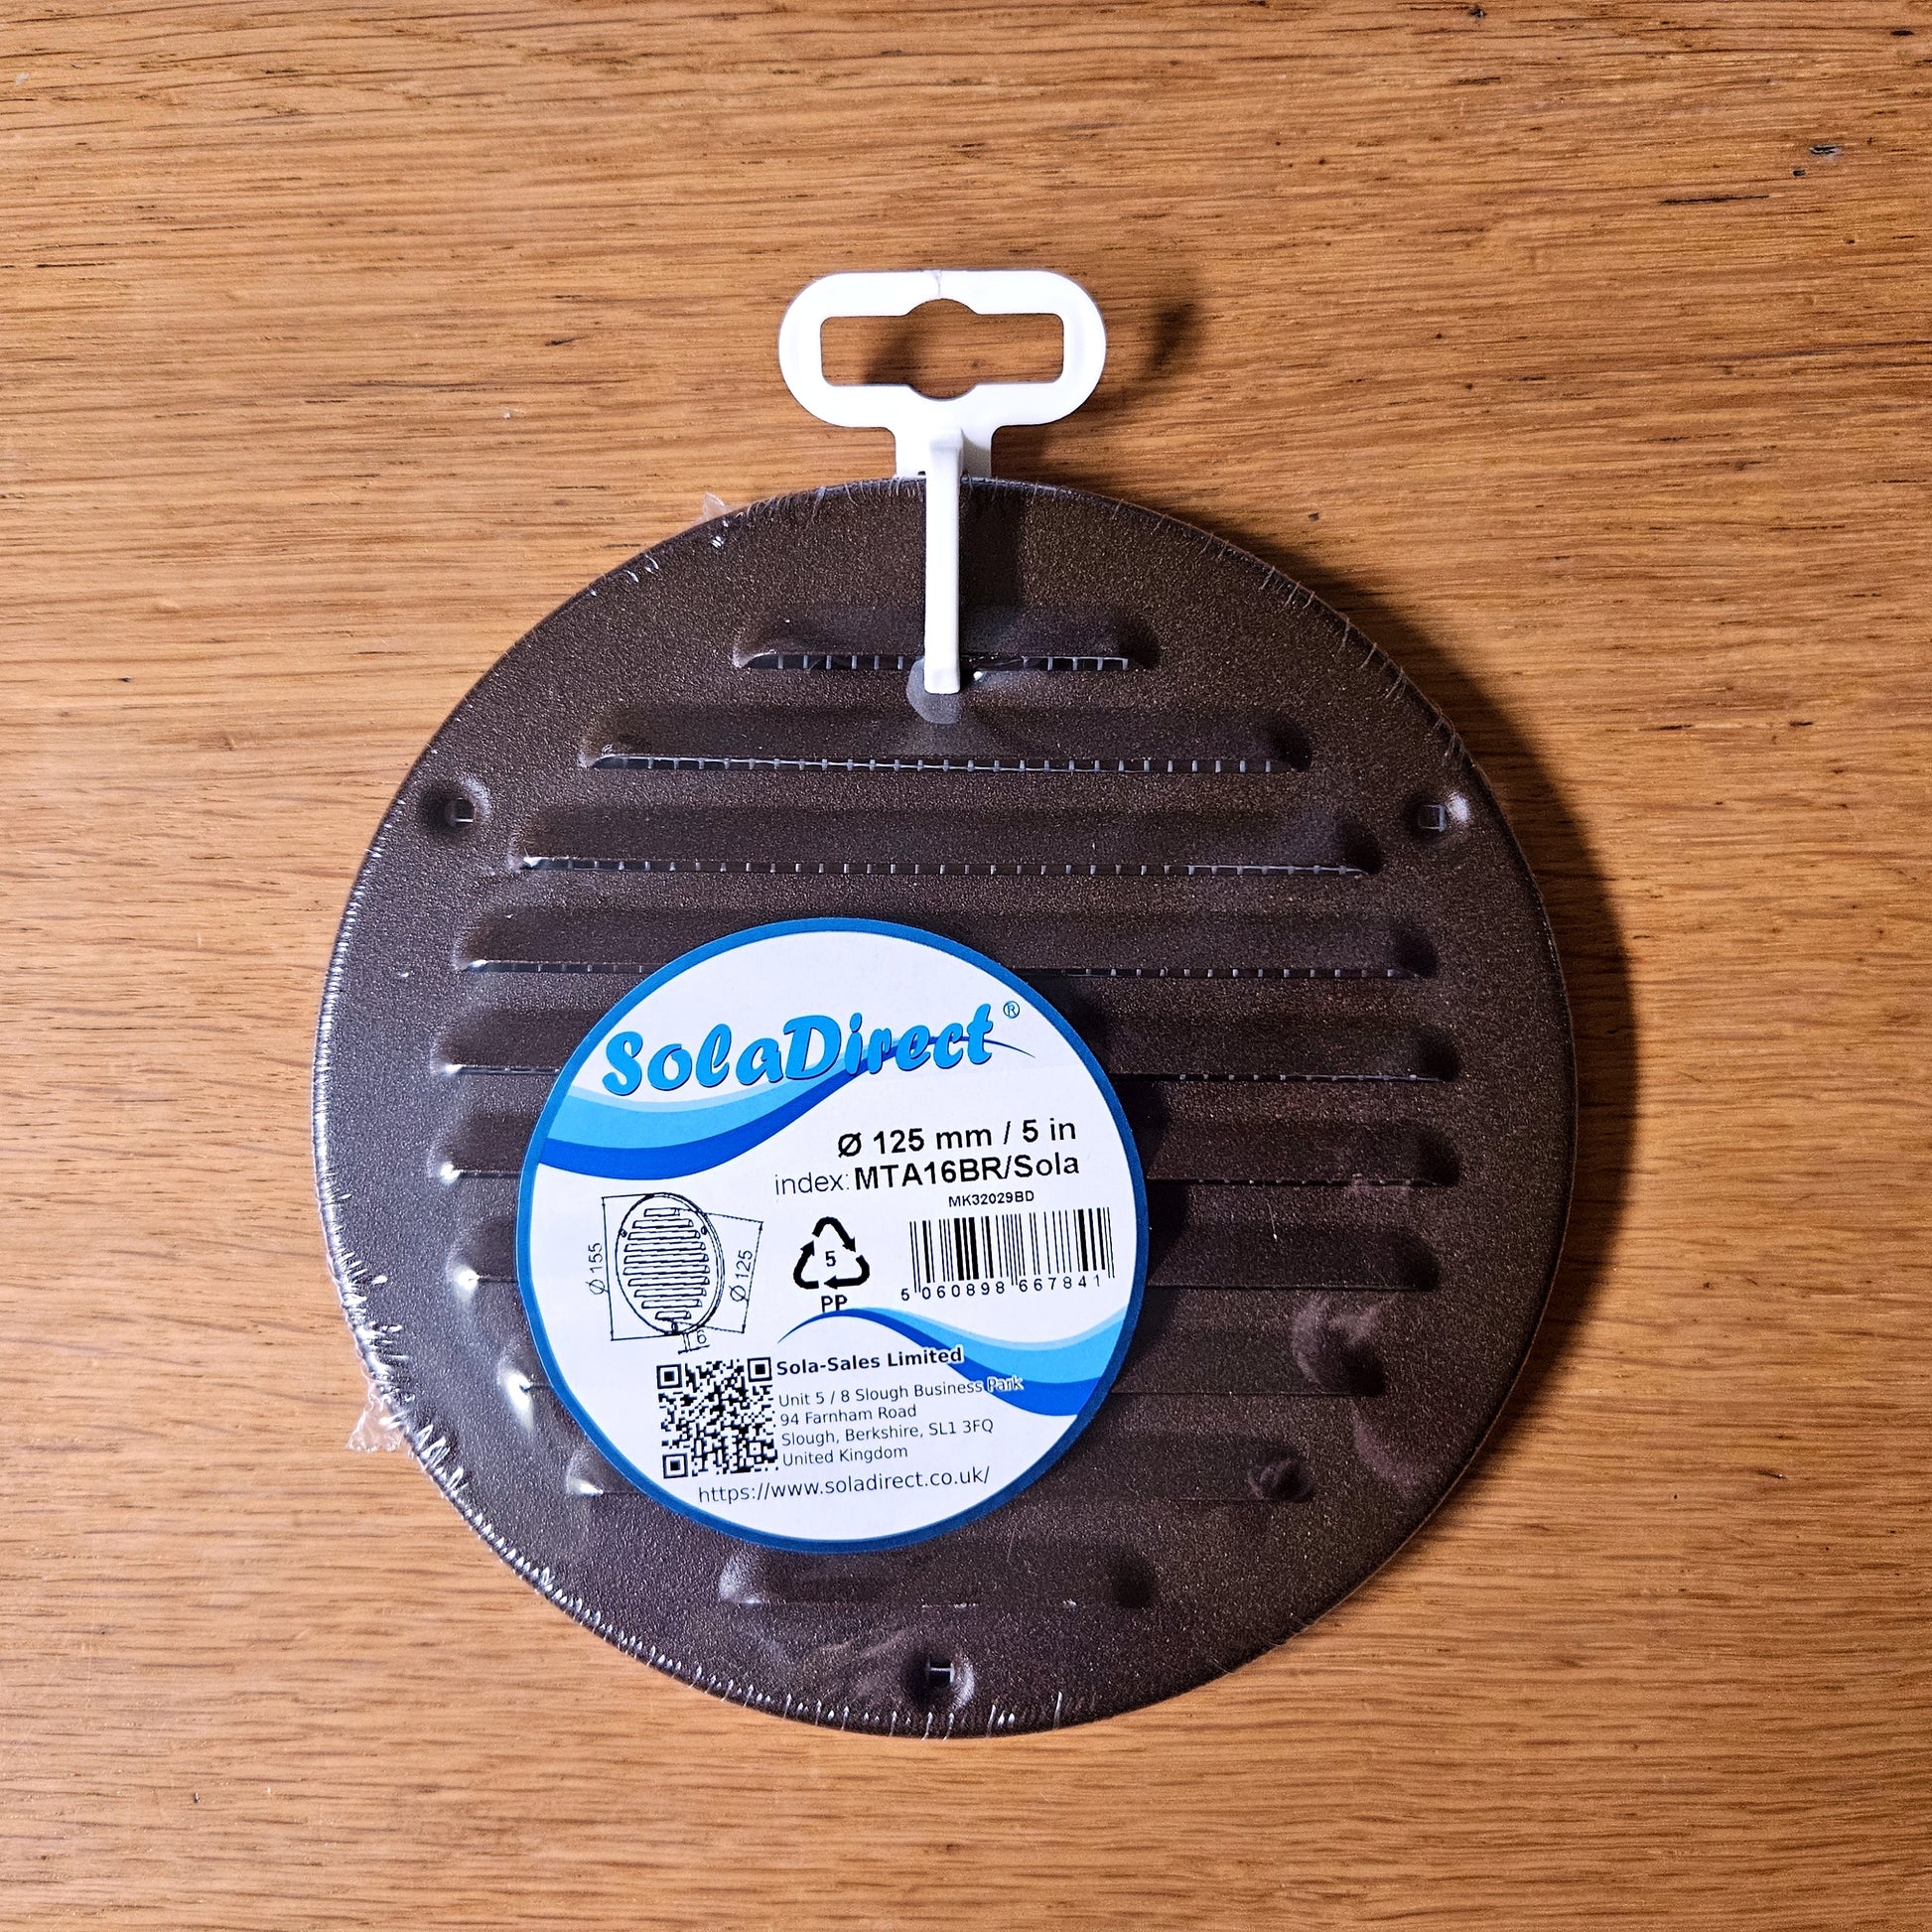 SolaDirect®
Ø 125 mm / 5 in
index: MTA16BR/Sola
MK32029BD
Ø 155
Ø 125
6
5
PP
5 060898 667841
Sola-Sales Limited
Unit 5 / 8 Slough Business Park
94 Farnham Road
Slough, Berkshire, SL1 3FQ
United Kingdom
https://www.soladirect.co.uk/